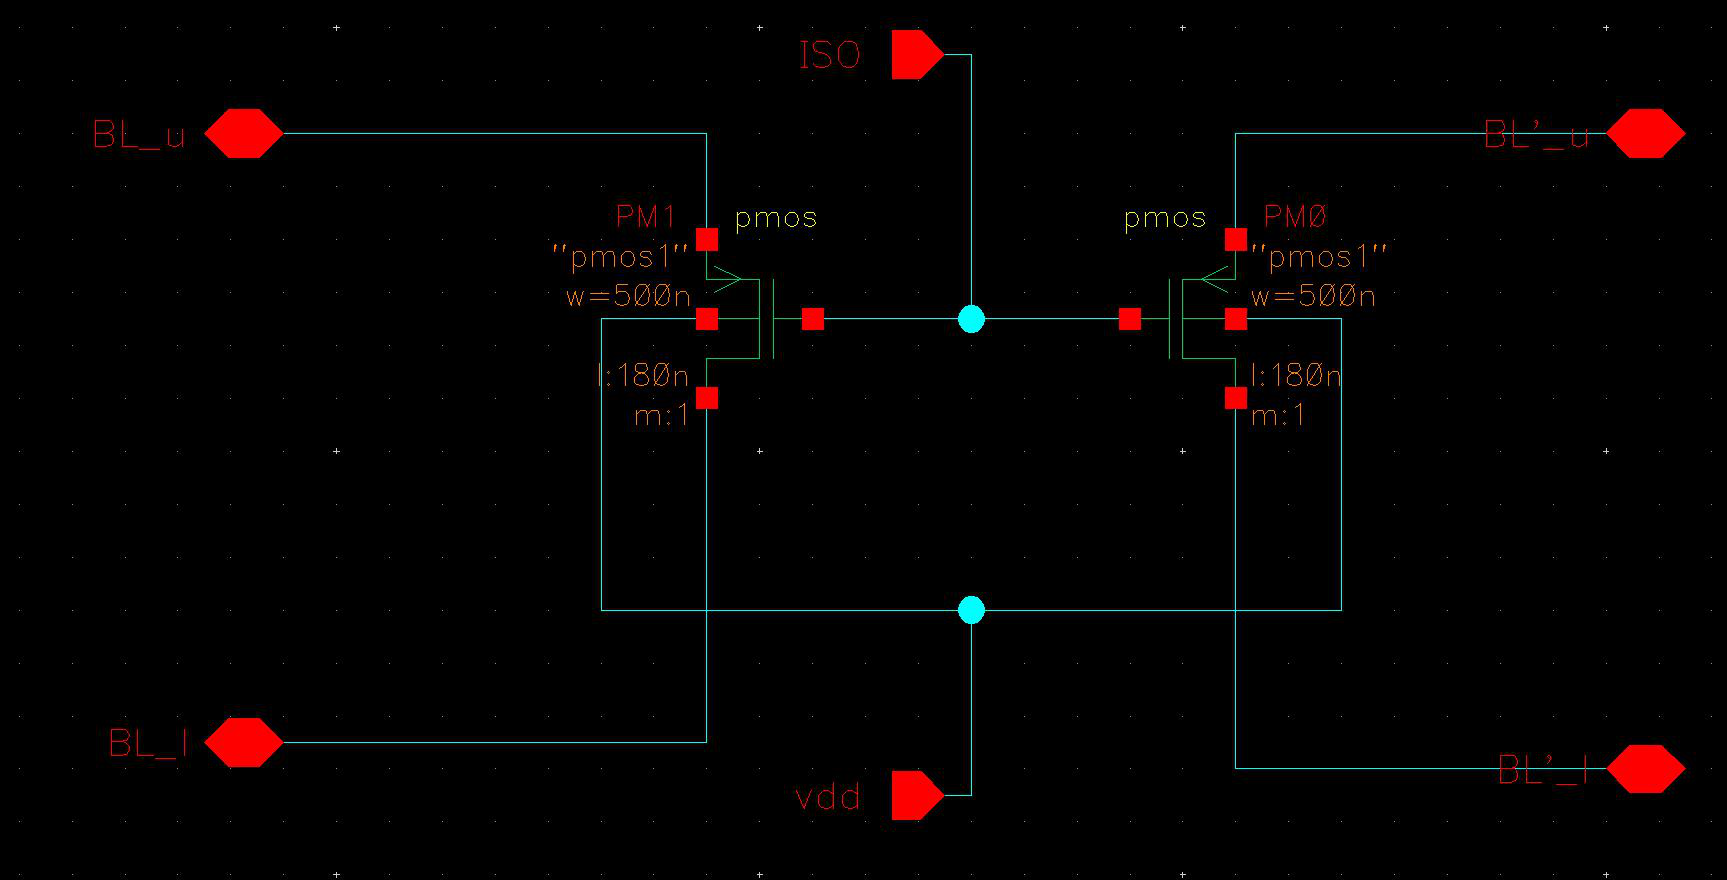 ISO
BL_u
BL'_u
PM1
pmos
pmos
PM0
"pmos1"
"pmos1"
w=500n
w=500n
l:180n
l:180n
m:1
m:1
BL_l
BL'_l
vdd